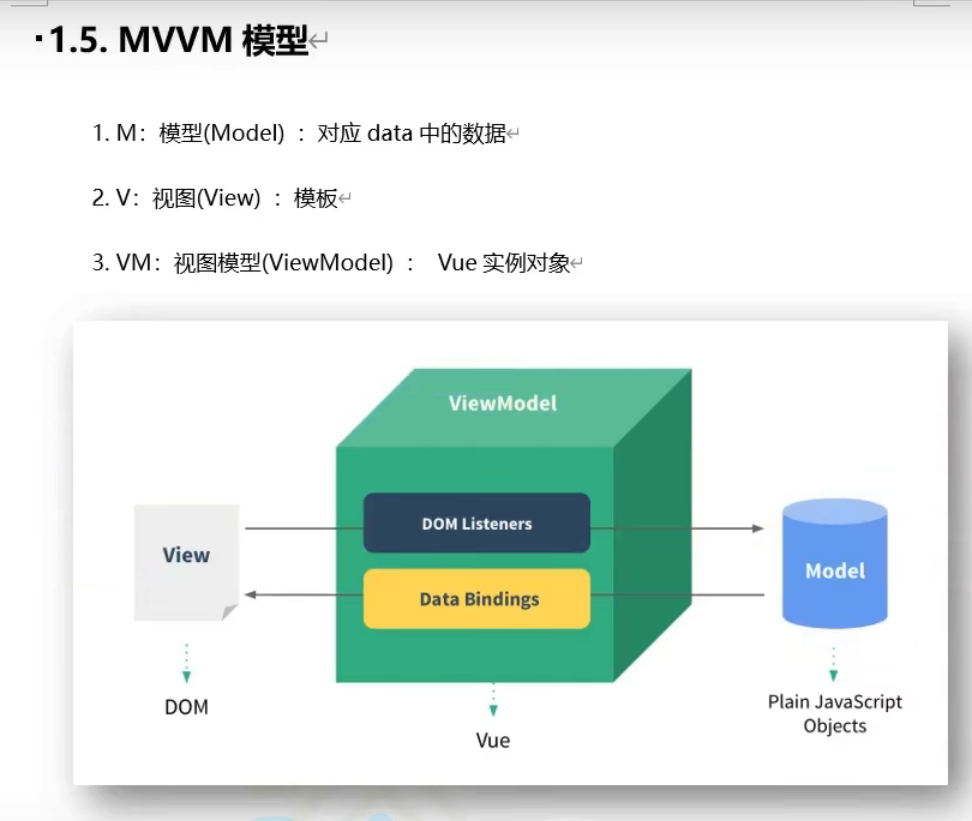 ·1.5. MVVM 模型↵
1. M：模型(Model) ：对应 data 中的数据↵
2. V：视图(View) ：模板↵
3. VM：视图模型(ViewModel) ： Vue 实例对象↵
ViewModel
DOM Listeners
View
Model
Data Bindings
DOM
Plain JavaScript
Objects
Vue